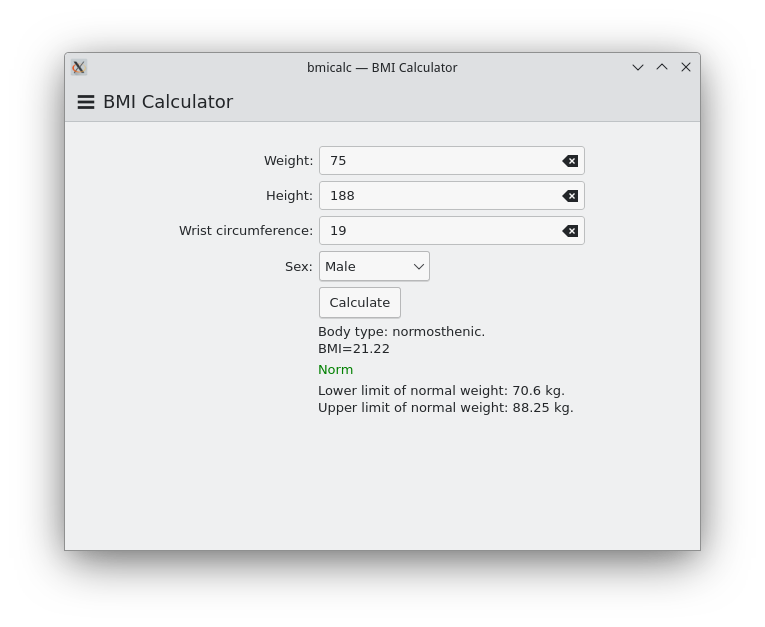 bmicalc — BMI Calculator
BMI Calculator
Weight: 75
Height: 188
Wrist circumference: 19
Sex: Male
Calculate
Body type: normosthenic.
BMI=21.22
Norm
Lower limit of normal weight: 70.6 kg.
Upper limit of normal weight: 88.25 kg.